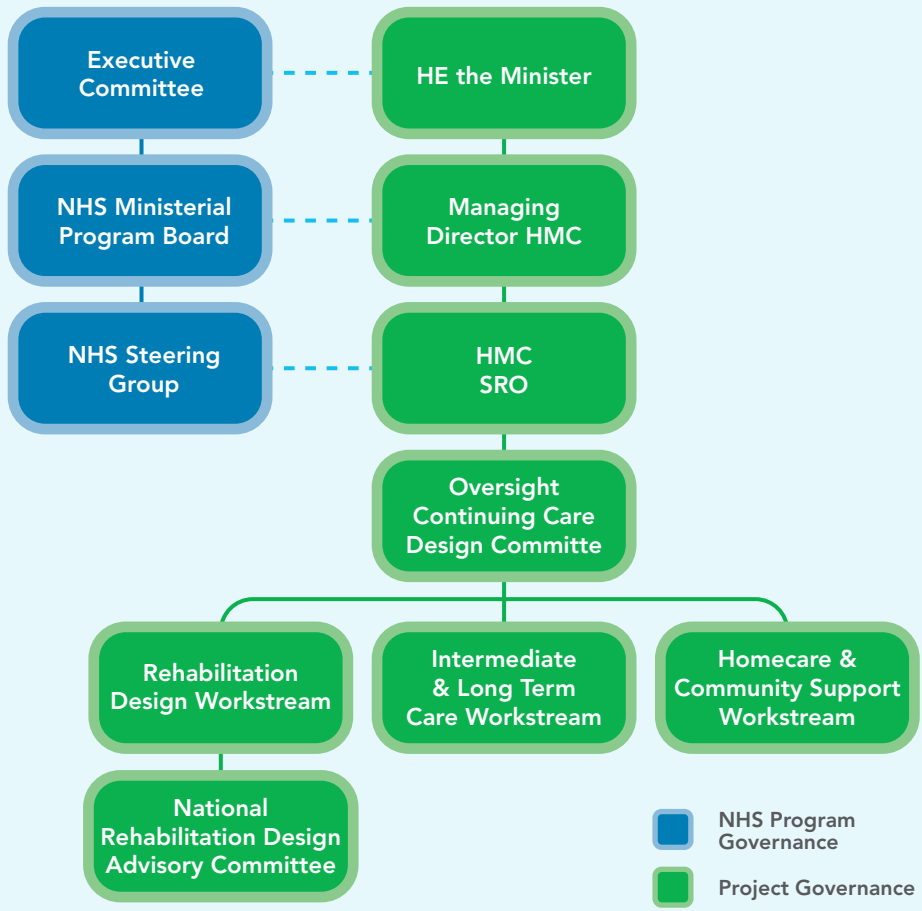 Executive
Committee
HE the Minister
NHS Ministerial
Program Board
Managing
Director HMC
NHS Steering
Group
HMC
SRO
Oversight
Continuing Care
Design Committe
Rehabilitation
Design Workstream
Intermediate
& Long Term
Care Workstream
Homecare &
Community Support
Workstream
National
Rehabilitation Design
Advisory Committee
NHS Program
Governance
Project Governance